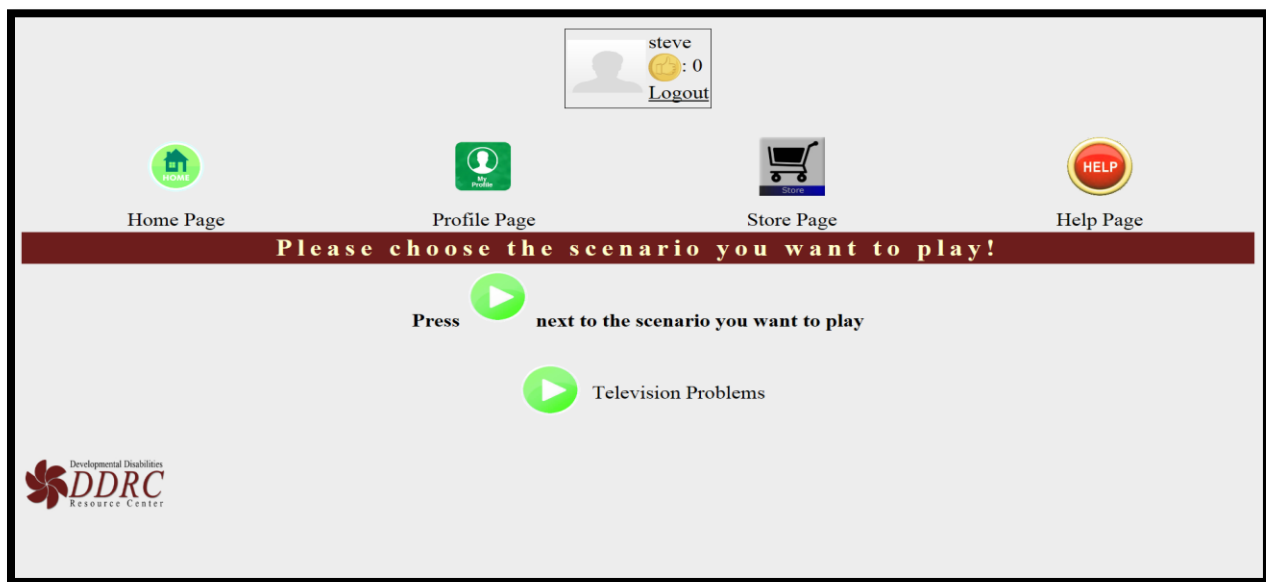 steve
: 0
Logout
HOME
My
Profile
Store
HELP
Home Page
Profile Page
Store Page
Help Page
Please choose the scenario you want to play!
Press next to the scenario you want to play
Television Problems
Developmental Disabilities
DDRC
Resource Center